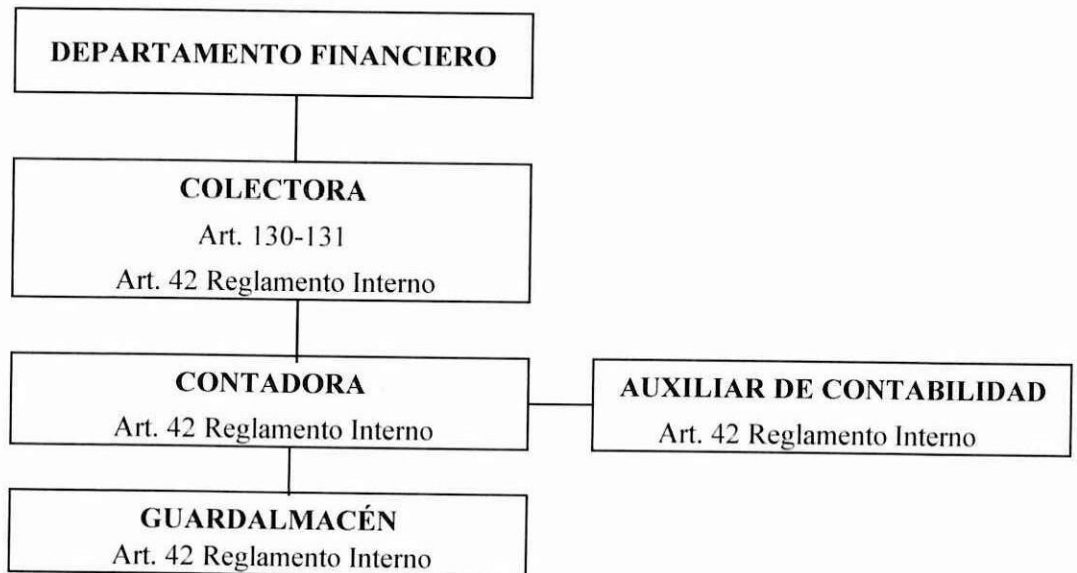 DEPARTAMENTO FINANCIERO
COLECTORA
Art. 130-131
Art. 42 Reglamento Interno
CONTADORA
Art. 42 Reglamento Interno
AUXILIAR DE CONTABILIDAD
Art. 42 Reglamento Interno
GUARDALMACÉN
Art. 42 Reglamento Interno